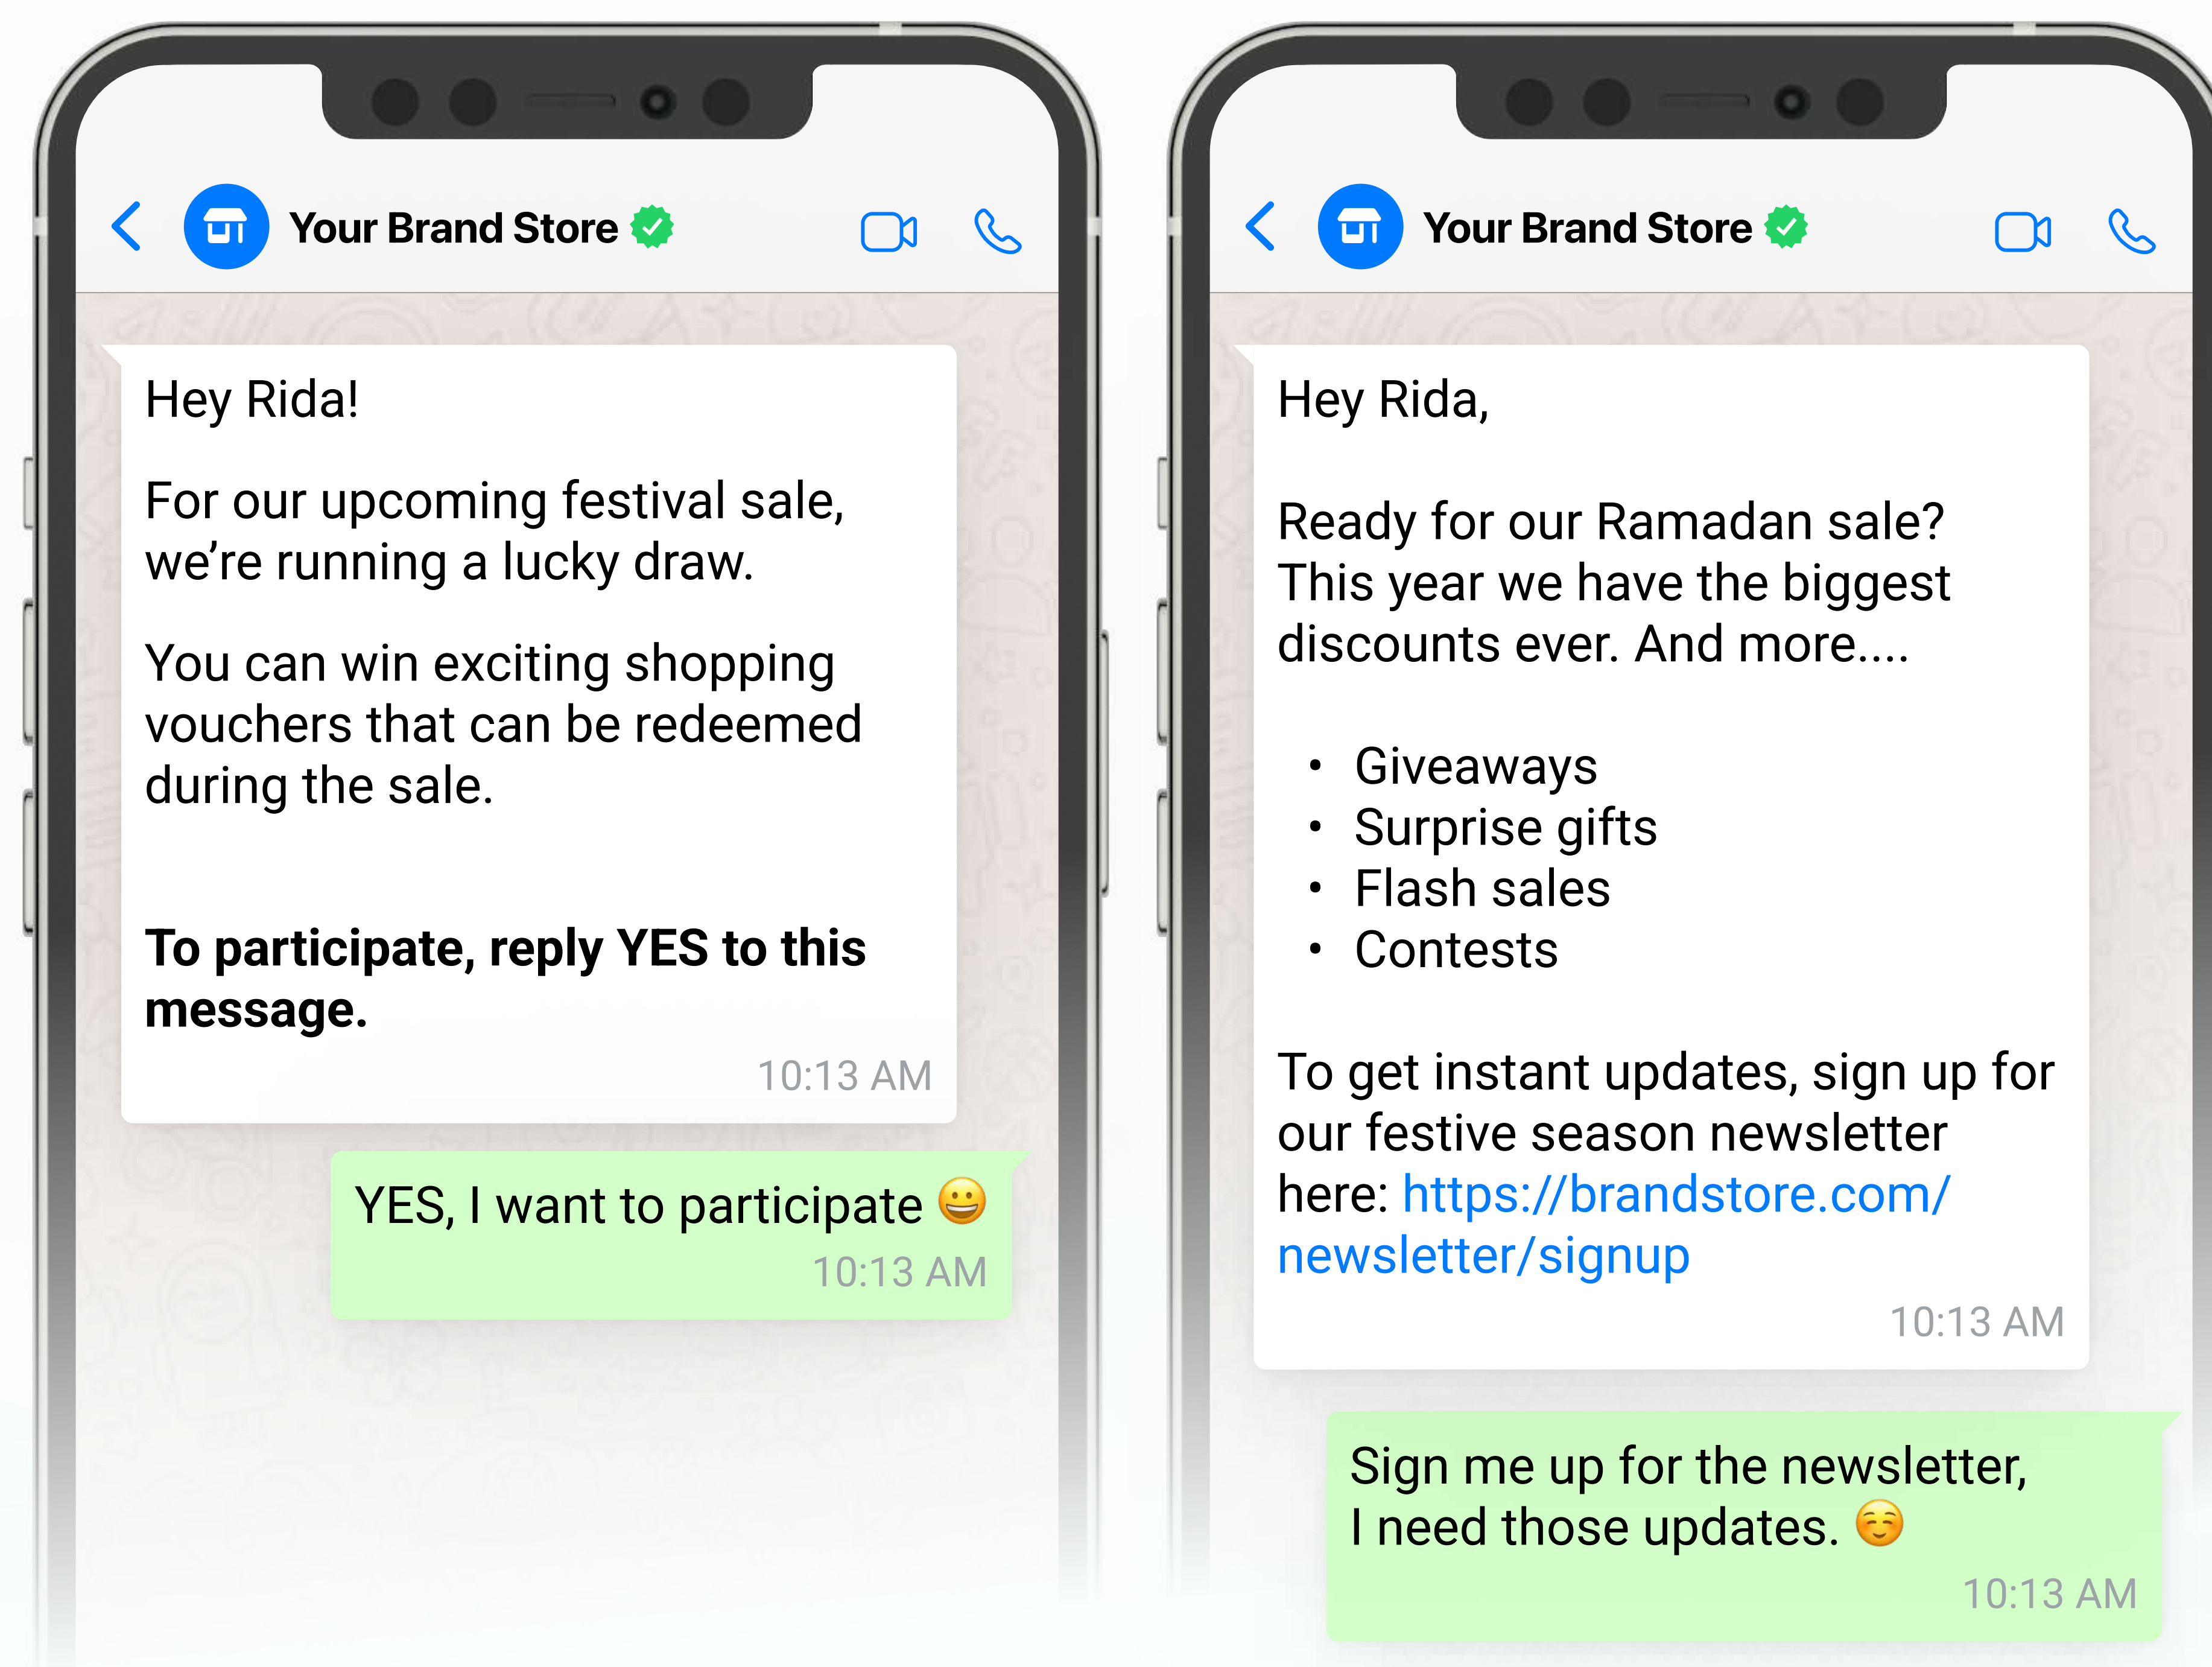 Your Brand Store
Hey Rida!
For our upcoming festival sale,
we’re running a lucky draw.
You can win exciting shopping
vouchers that can be redeemed
during the sale.
To participate, reply YES to this
message.
10:13 AM
YES, I want to participate 😀
10:13 AM
Your Brand Store
Hey Rida,
Ready for our Ramadan sale?
This year we have the biggest
discounts ever. And more....
• Giveaways
• Surprise gifts
• Flash sales
• Contests
To get instant updates, sign up for
our festive season newsletter
here: https://brandstore.com/
newsletter/signup
10:13 AM
Sign me up for the newsletter,
I need those updates. ☺️
10:13 AM